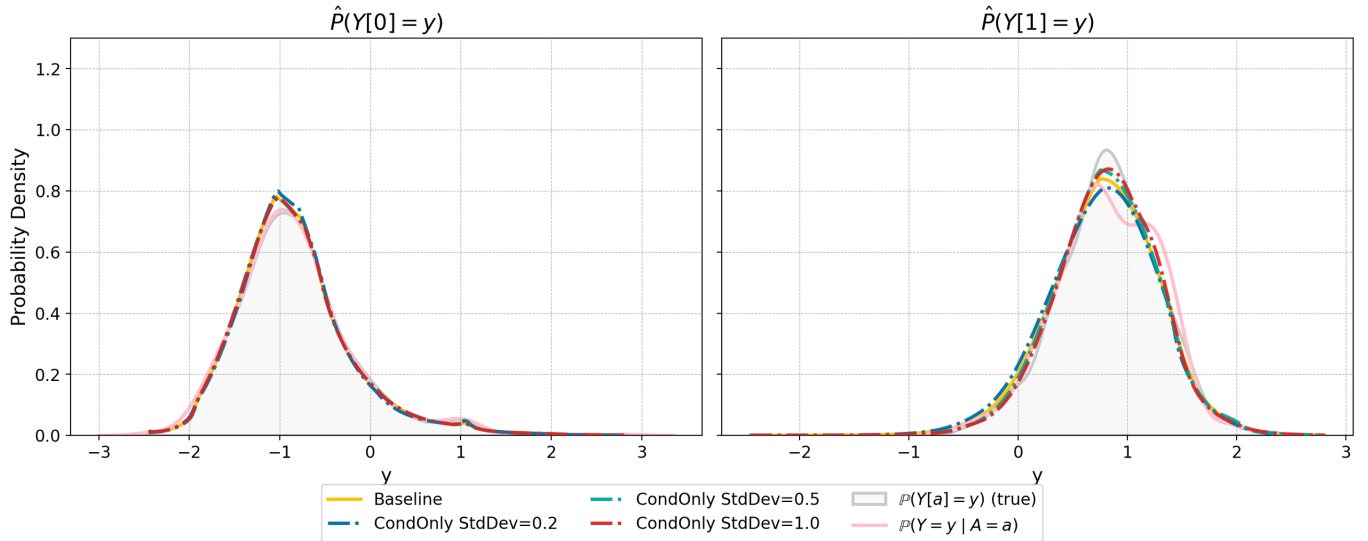 P̂(Y[0] = y)
P̂(Y[1] = y)
Probability Density
1.2
1.0
0.8
0.6
0.4
0.2
0.0
−3 −2 −1 0 1 2 3
−2 −1 0 1 2 3
y
y
Baseline
CondOnly StdDev=0.2
CondOnly StdDev=0.5
CondOnly StdDev=1.0
ℙ(Y[a] = y) (true)
ℙ(Y = y | A = a)